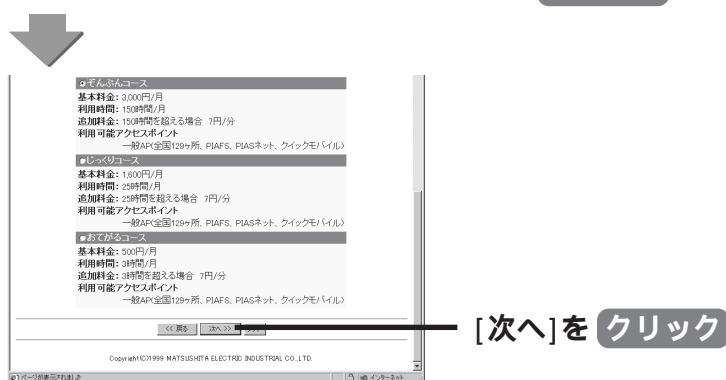 ぞんぶんコース
基本料金：3,000円/月
利用時間：150時間/月
追加料金：150時間を超える場合 7円/分
利用可能アクセスポイント
一般AP(全国129ヶ所、PIAFS、PIASネット、クイックモバイル)
じっくりコース
基本料金：1,600円/月
利用時間：25時間/月
追加料金：25時間を超える場合 7円/分
利用可能アクセスポイント
一般AP(全国129ヶ所、PIAFS、PIASネット、クイックモバイル)
おてがるコース
基本料金：500円/月
利用時間：3時間/月
追加料金：3時間を超える場合 7円/分
利用可能アクセスポイント
一般AP(全国129ヶ所、PIAFS、PIASネット、クイックモバイル)
<< 戻る 次へ >>
[次へ]を クリック
Copyright(C)1999 MATSUSHITA ELECTRIC INDUSTRIAL CO.,LTD.
ページが表示されました インターネット